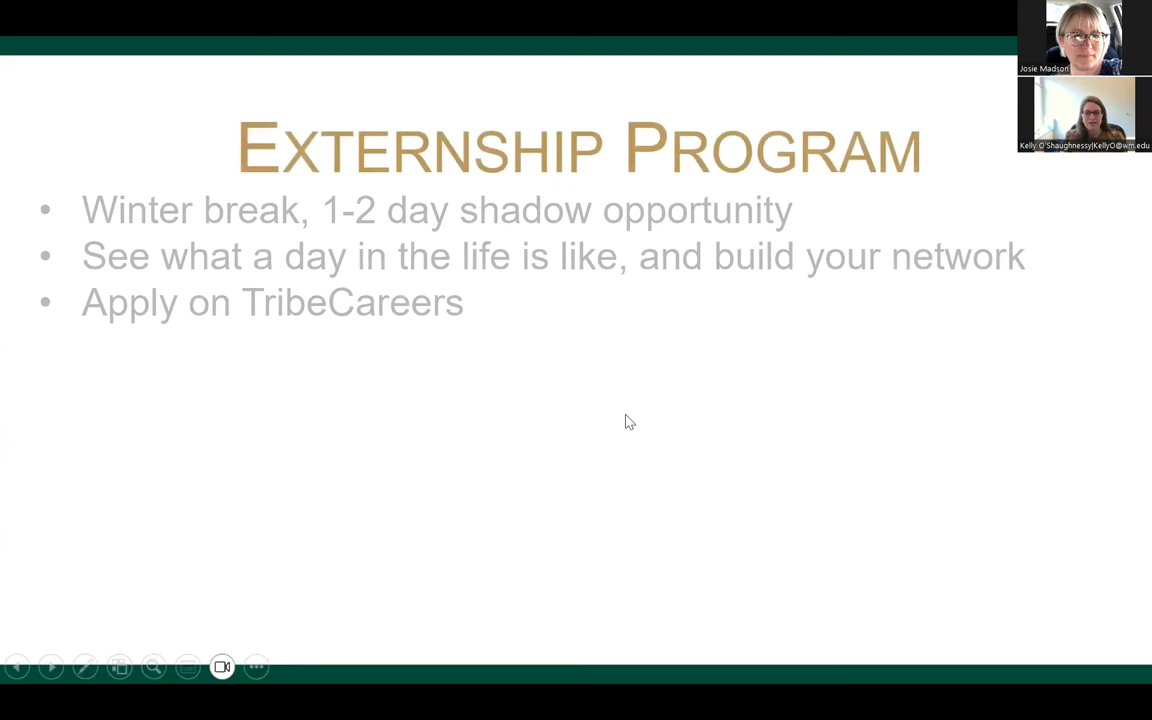 Josie Madson
Kelly O'Shaughnessy|KellyO@wm.edu
EXTERNSHIP PROGRAM
• Winter break, 1-2 day shadow opportunity
• See what a day in the life is like, and build your network
• Apply on TribeCareers